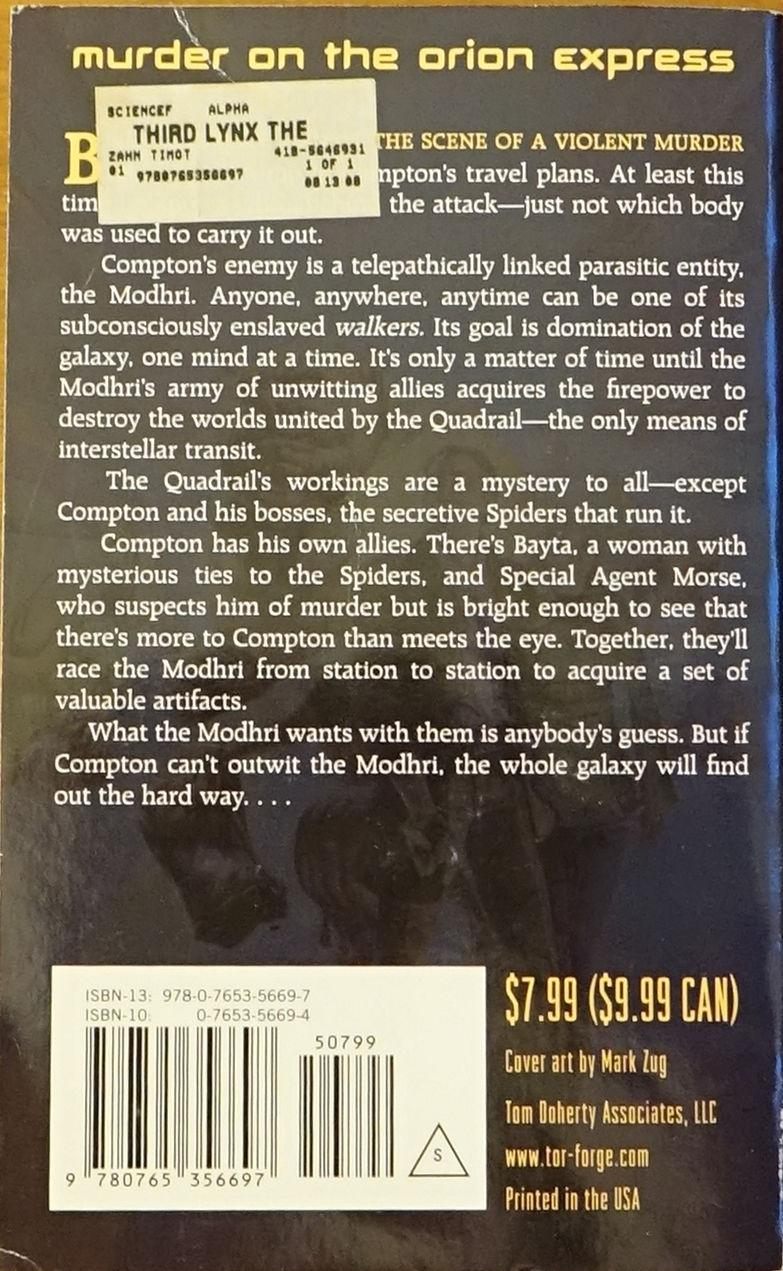 murder on the orion express
SCIENCEF ALPHA
THIRD LYNX THE
ZAHN TIMOT 418-5646931
01 9780765356697 1 OF 1
08 13 08
B THE SCENE OF A VIOLENT MURDER
mpton's travel plans. At least this
tim the attack—just not which body
was used to carry it out.
Compton's enemy is a telepathically linked parasitic entity,
the Modhri. Anyone, anywhere, anytime can be one of its
subconsciously enslaved walkers. Its goal is domination of the
galaxy, one mind at a time. It's only a matter of time until the
Modhri's army of unwitting allies acquires the firepower to
destroy the worlds united by the Quadrail—the only means of
interstellar transit.
The Quadrail's workings are a mystery to all—except
Compton and his bosses, the secretive Spiders that run it.
Compton has his own allies. There's Bayta, a woman with
mysterious ties to the Spiders, and Special Agent Morse,
who suspects him of murder but is bright enough to see that
there's more to Compton than meets the eye. Together, they'll
race the Modhri from station to station to acquire a set of
valuable artifacts.
What the Modhri wants with them is anybody's guess. But if
Compton can't outwit the Modhri, the whole galaxy will find
out the hard way. . . .
ISBN-13: 978-0-7653-5669-7
ISBN-10: 0-7653-5669-4
50799
S
9 780765 356697
$7.99 ($9.99 CAN)
Cover art by Mark Zug
Tom Doherty Associates, LLC
www.tor-forge.com
Printed in the USA